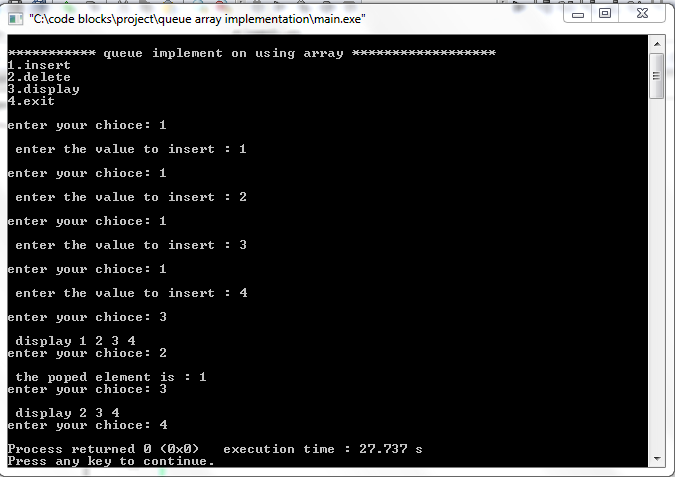 "C:\code blocks\project\queue array implementation\main.exe"
*********** queue implement on using array ******************
1.insert
2.delete
3.display
4.exit
enter your chioce: 1
enter the value to insert : 1
enter your chioce: 1
enter the value to insert : 2
enter your chioce: 1
enter the value to insert : 3
enter your chioce: 1
enter the value to insert : 4
enter your chioce: 3
display 1 2 3 4
enter your chioce: 2
the poped element is : 1
enter your chioce: 3
display 2 3 4
enter your chioce: 4
Process returned 0 (0x0)   execution time : 27.737 s
Press any key to continue.